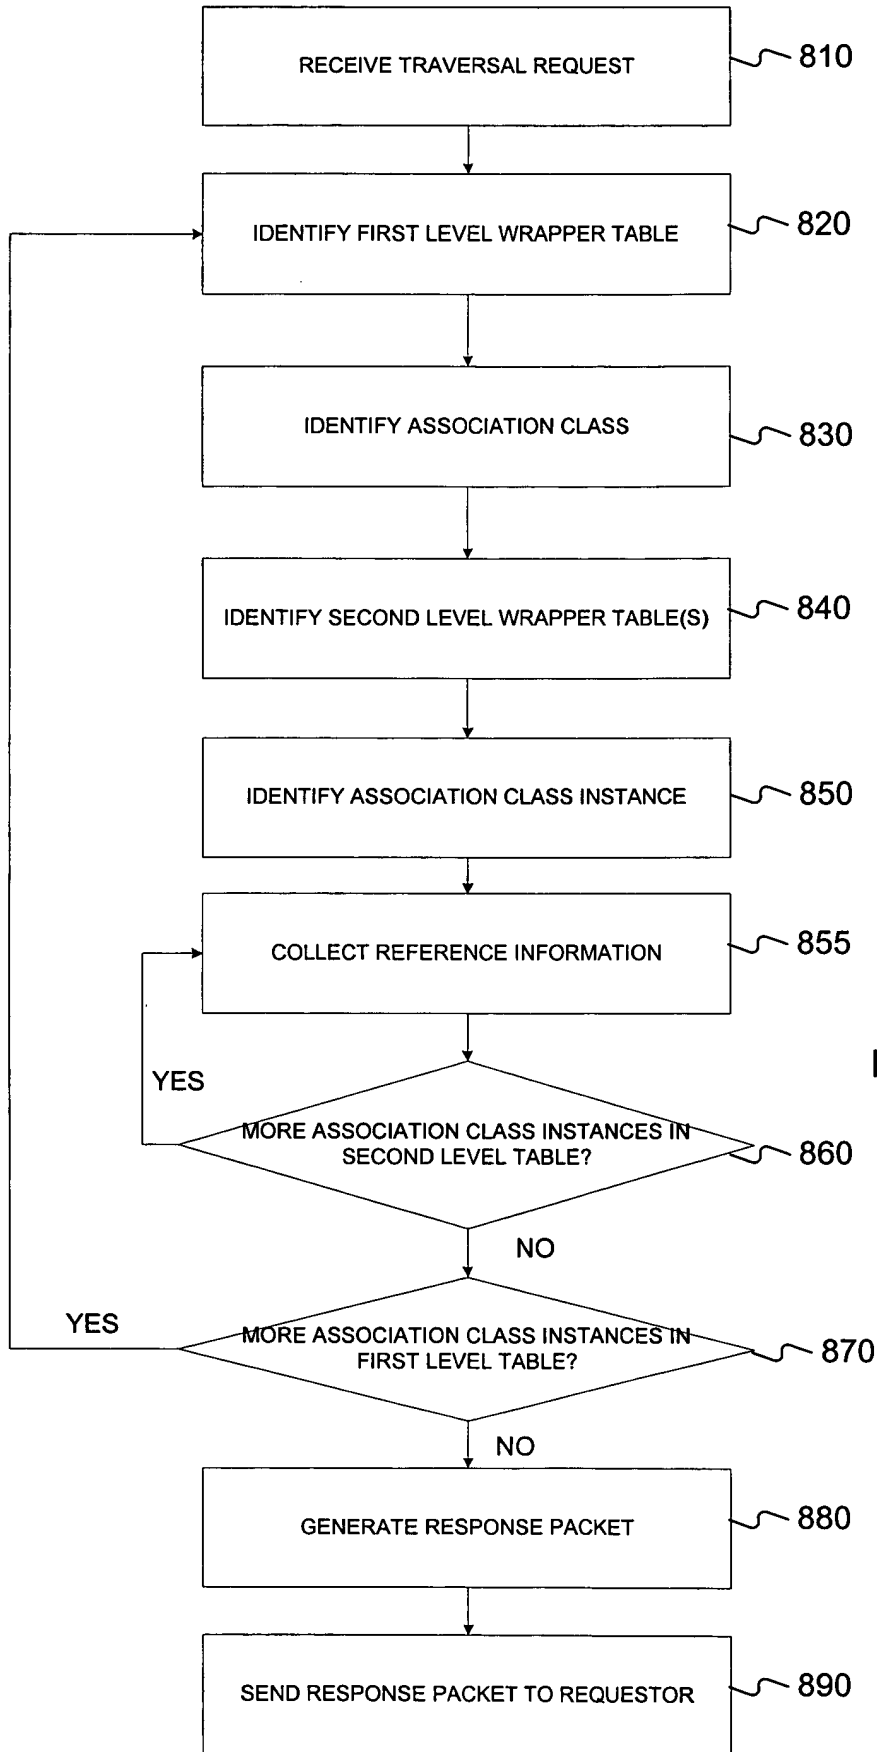 RECEIVE TRAVERSAL REQUEST
810
IDENTIFY FIRST LEVEL WRAPPER TABLE
820
IDENTIFY ASSOCIATION CLASS
830
IDENTIFY SECOND LEVEL WRAPPER TABLE(S)
840
IDENTIFY ASSOCIATION CLASS INSTANCE
850
COLLECT REFERENCE INFORMATION
855
YES
MORE ASSOCIATION CLASS INSTANCES IN
SECOND LEVEL TABLE?
860
NO
YES
MORE ASSOCIATION CLASS INSTANCES IN
FIRST LEVEL TABLE?
870
NO
GENERATE RESPONSE PACKET
880
SEND RESPONSE PACKET TO REQUESTOR
890